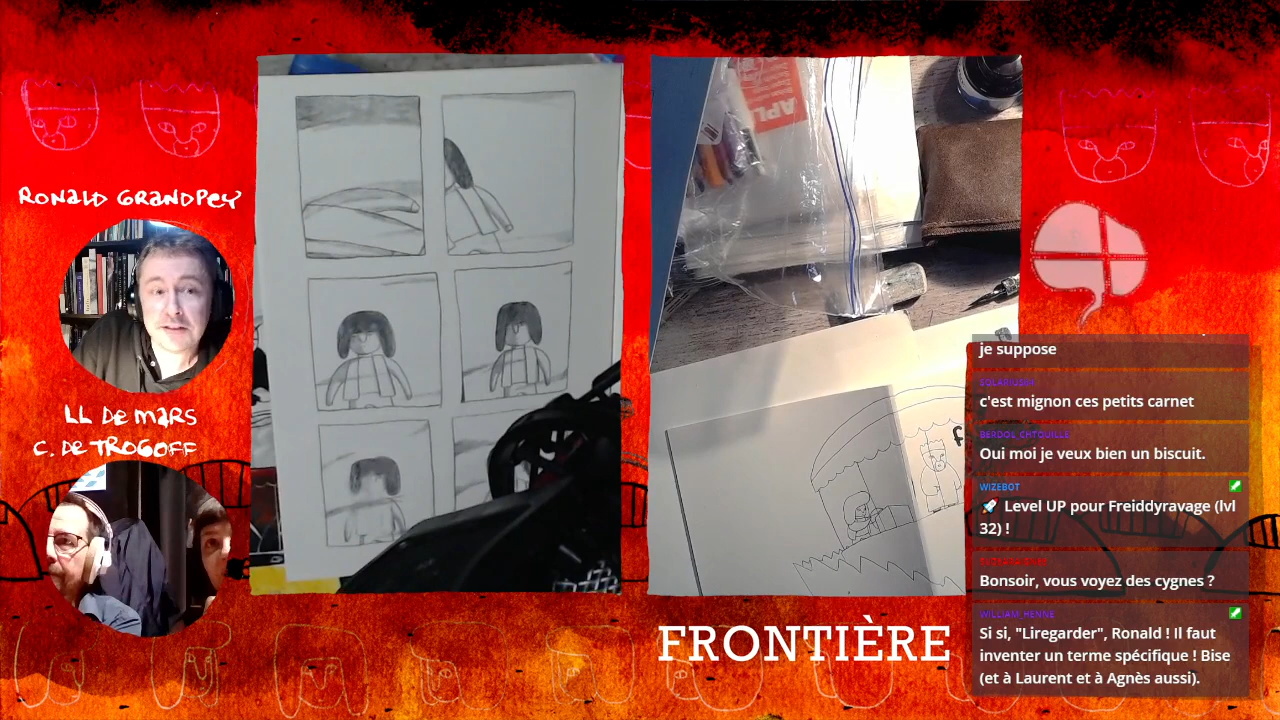 RONALD GRANDPEY
LL DE MARS
C. DE TROGOFF
FRONTIÈRE
je suppose
c'est mignon ces petits carnet
BERDOL_CHTOUILLE
Oui moi je veux bien un biscuit.
WIZEBOT
🚀 Level UP pour Freiddyravage (lvl
32) !
Bonsoir, vous voyez des cygnes ?
WILLIAM_HENNE
Si si, "Liregarder", Ronald ! Il faut
inventer un terme spécifique ! Bise
(et à Laurent et à Agnès aussi).